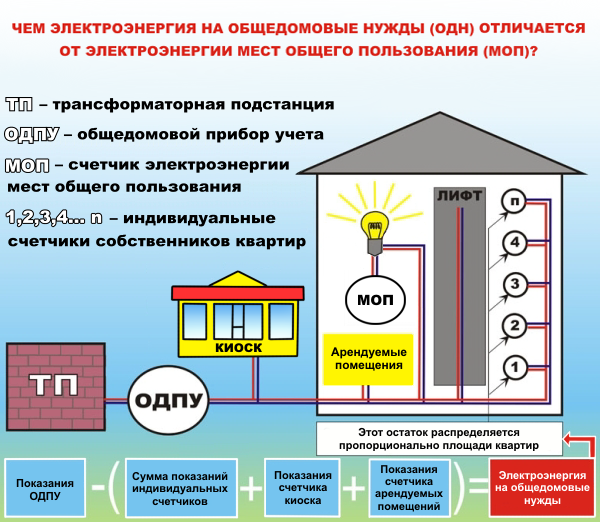 ЧЕМ ЭЛЕКТРОЭНЕРГИЯ НА ОБЩЕДОМОВЫЕ НУЖДЫ (ОДН) ОТЛИЧАЕТСЯ
ОТ ЭЛЕКТРОЭНЕРГИИ МЕСТ ОБЩЕГО ПОЛЬЗОВАНИЯ (МОП)?
ТП – трансформаторная подстанция
ОДПУ – общедомовой прибор учета
МОП – счетчик электроэнергии
мест общего пользования
1,2,3,4... n – индивидуальные
счетчики собственников квартир
ЛИФТ
п
4
3
2
1
МОП
КИОСК
Арендуемые
помещения
ТП
ОДПУ
Этот остаток распределяется
пропорционально площади квартир
Показания
ОДПУ
-
(
Сумма показаний
индивидуальных
счетчиков
+
Показания
счетчика
киоска
+
Показания
счетчика
арендуемых
помещений
)
=
Электроэнергия
на общедомовые
нужды